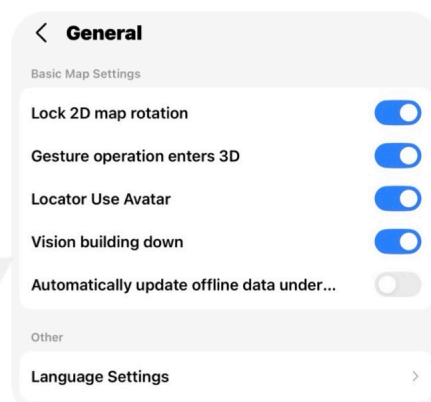 General
Basic Map Settings
Lock 2D map rotation
Gesture operation enters 3D
Locator Use Avatar
Vision building down
Automatically update offline data under...
Other
Language Settings